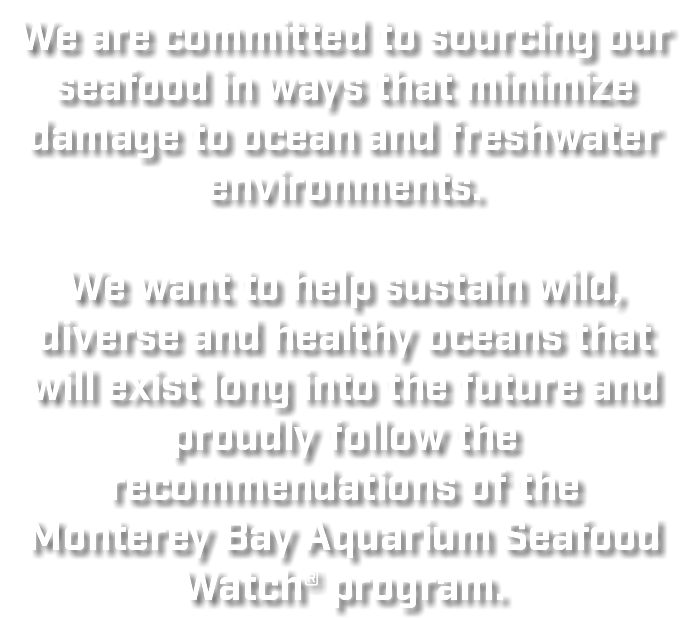 We are committed to sourcing our
seafood in ways that minimize
damage to ocean and freshwater
environments.
We want to help sustain wild,
diverse and healthy oceans that
will exist long into the future and
proudly follow the
recommendations of the
Monterey Bay Aquarium Seafood
Watch® program.